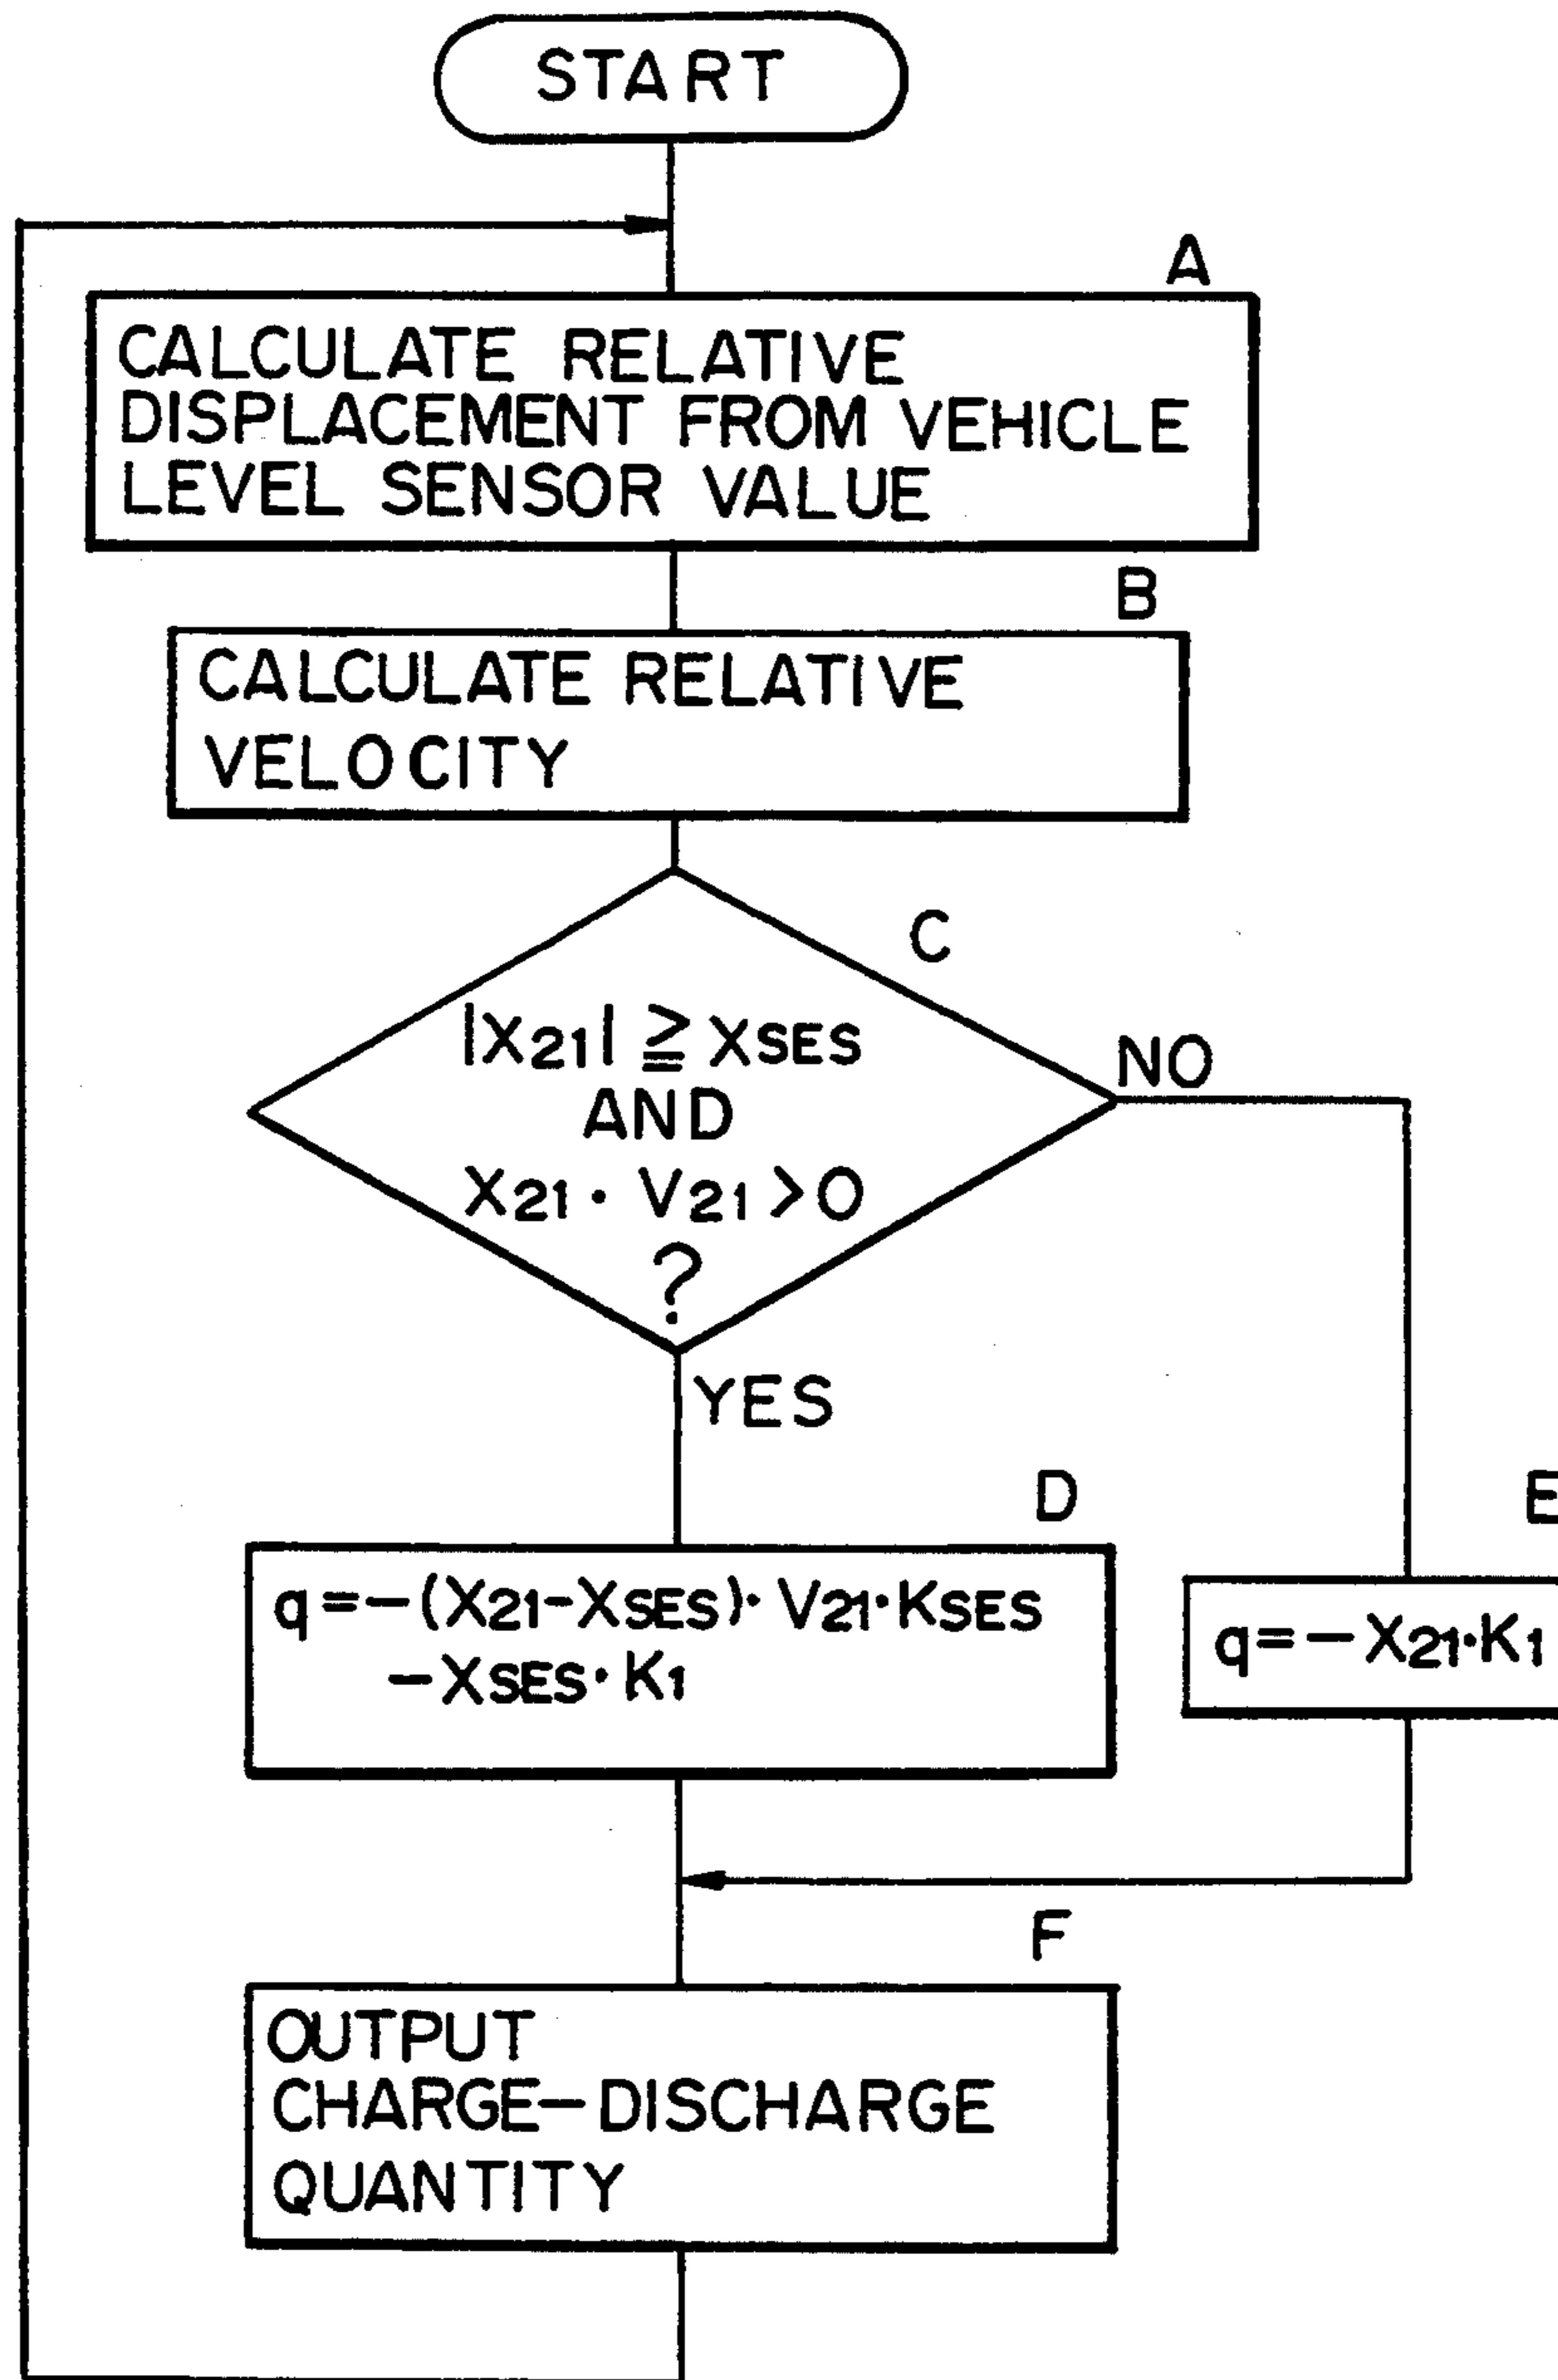 START
A
CALCULATE RELATIVE
DISPLACEMENT FROM VEHICLE
LEVEL SENSOR VALUE
B
CALCULATE RELATIVE
VELOCITY
C
|X21| ≧ XSES
AND
X21 · V21 > 0
?
NO
YES
D
q=-(X21-XSES)· V21·KSES
-XSES·K1
E
q=-X21·K1
F
OUTPUT
CHARGE-DISCHARGE
QUANTITY